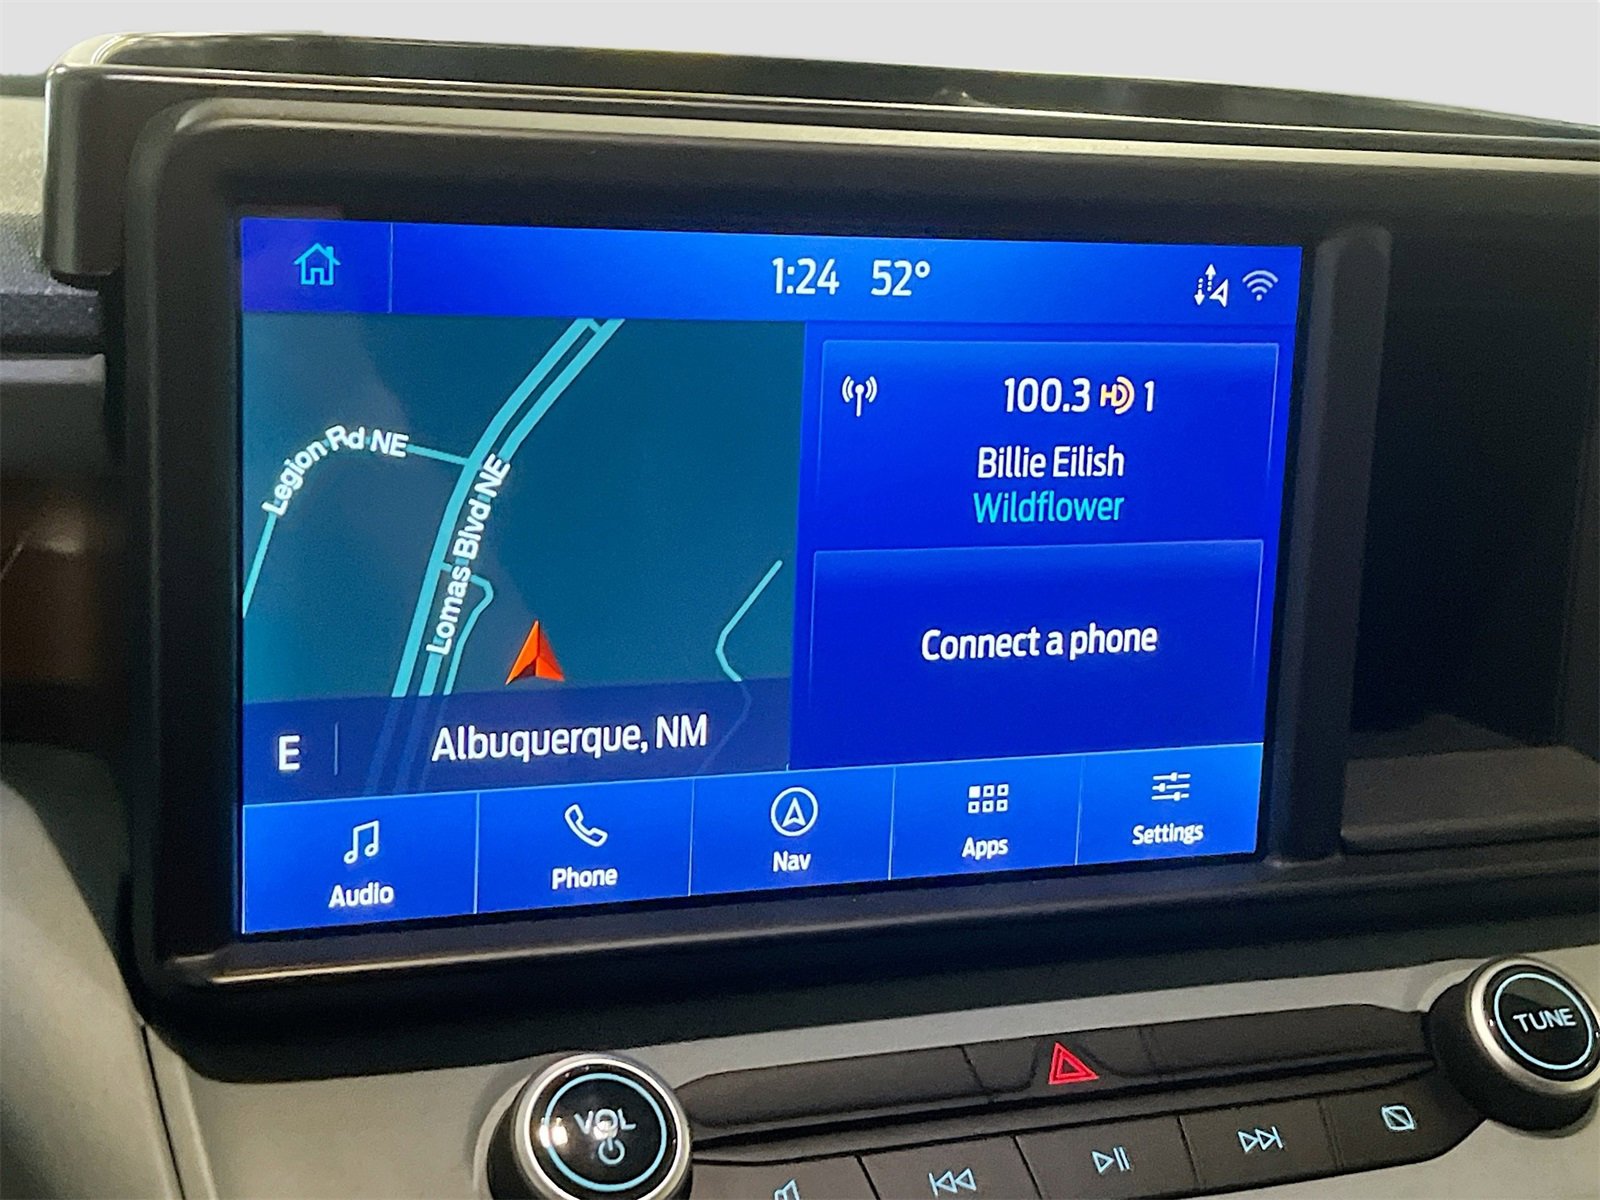 1:24 52°
100.3 HD 1
Billie Eilish
Wildflower
Legion Rd NE
Lomas Blvd NE
Connect a phone
E
Albuquerque, NM
Audio
Phone
Nav
Apps
Settings
VOL
TUNE